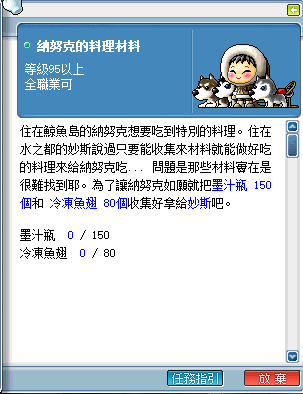 納努克的料理材料
等級95以上
全職業可
住在鯨魚島的納努克想要吃到特別的料理。住在
水之都的妙斯說過只要能收集來材料就能做好吃
的料理來給納努克吃... 問題是那些材料實在是
很難找到耶。為了讓納努克如願就把墨汁瓶 150
個和 冷凍魚翅 80個收集好拿給妙斯吧。
墨汁瓶 0 / 150
冷凍魚翅 0 / 80
任務指引
放 棄